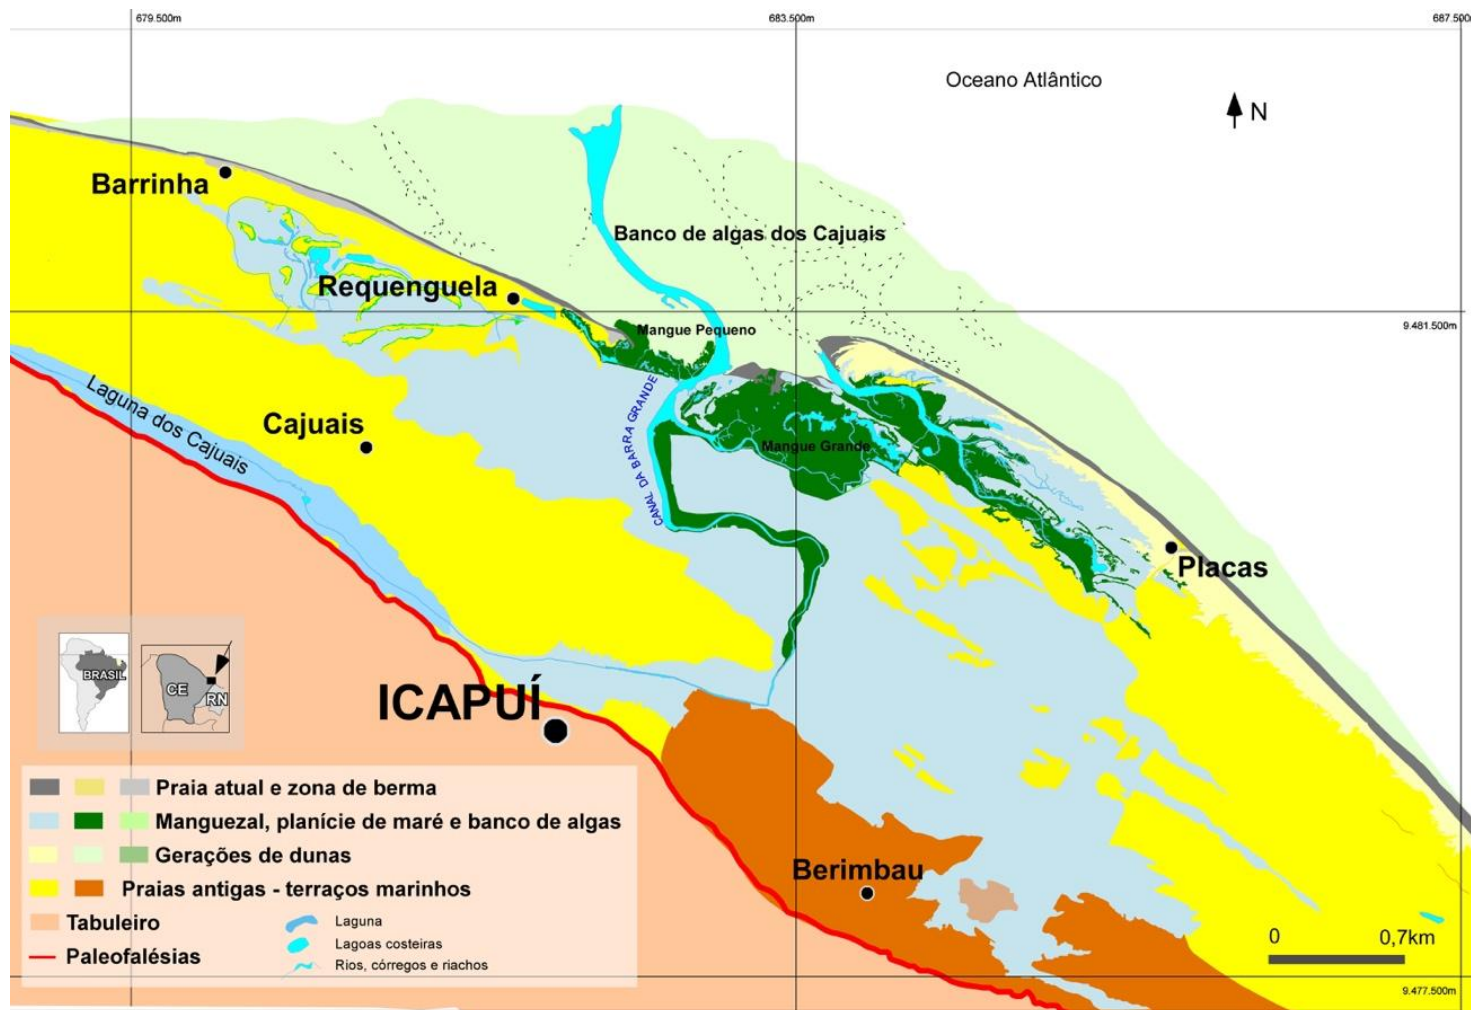 679.500m
683.500m
687.500m
Oceano Atlântico
N
Barrinha
Banco de algas dos Cajuais
Requenguela
Mangue Pequeno
9.481.500m
Laguna dos Cajuais
Cajuais
CANAL DA BARRA GRANDE
Mangue Grande
Placas
BRASIL
CE
RN
ICAPUÍ
Praia atual e zona de berma
Manguezal, planície de maré e banco de algas
Gerações de dunas
Praias antigas - terraços marinhos
Tabuleiro
Paleofalésias
Laguna
Lagoas costeiras
Rios, córregos e riachos
Berimbau
0 0,7km
9.477.500m